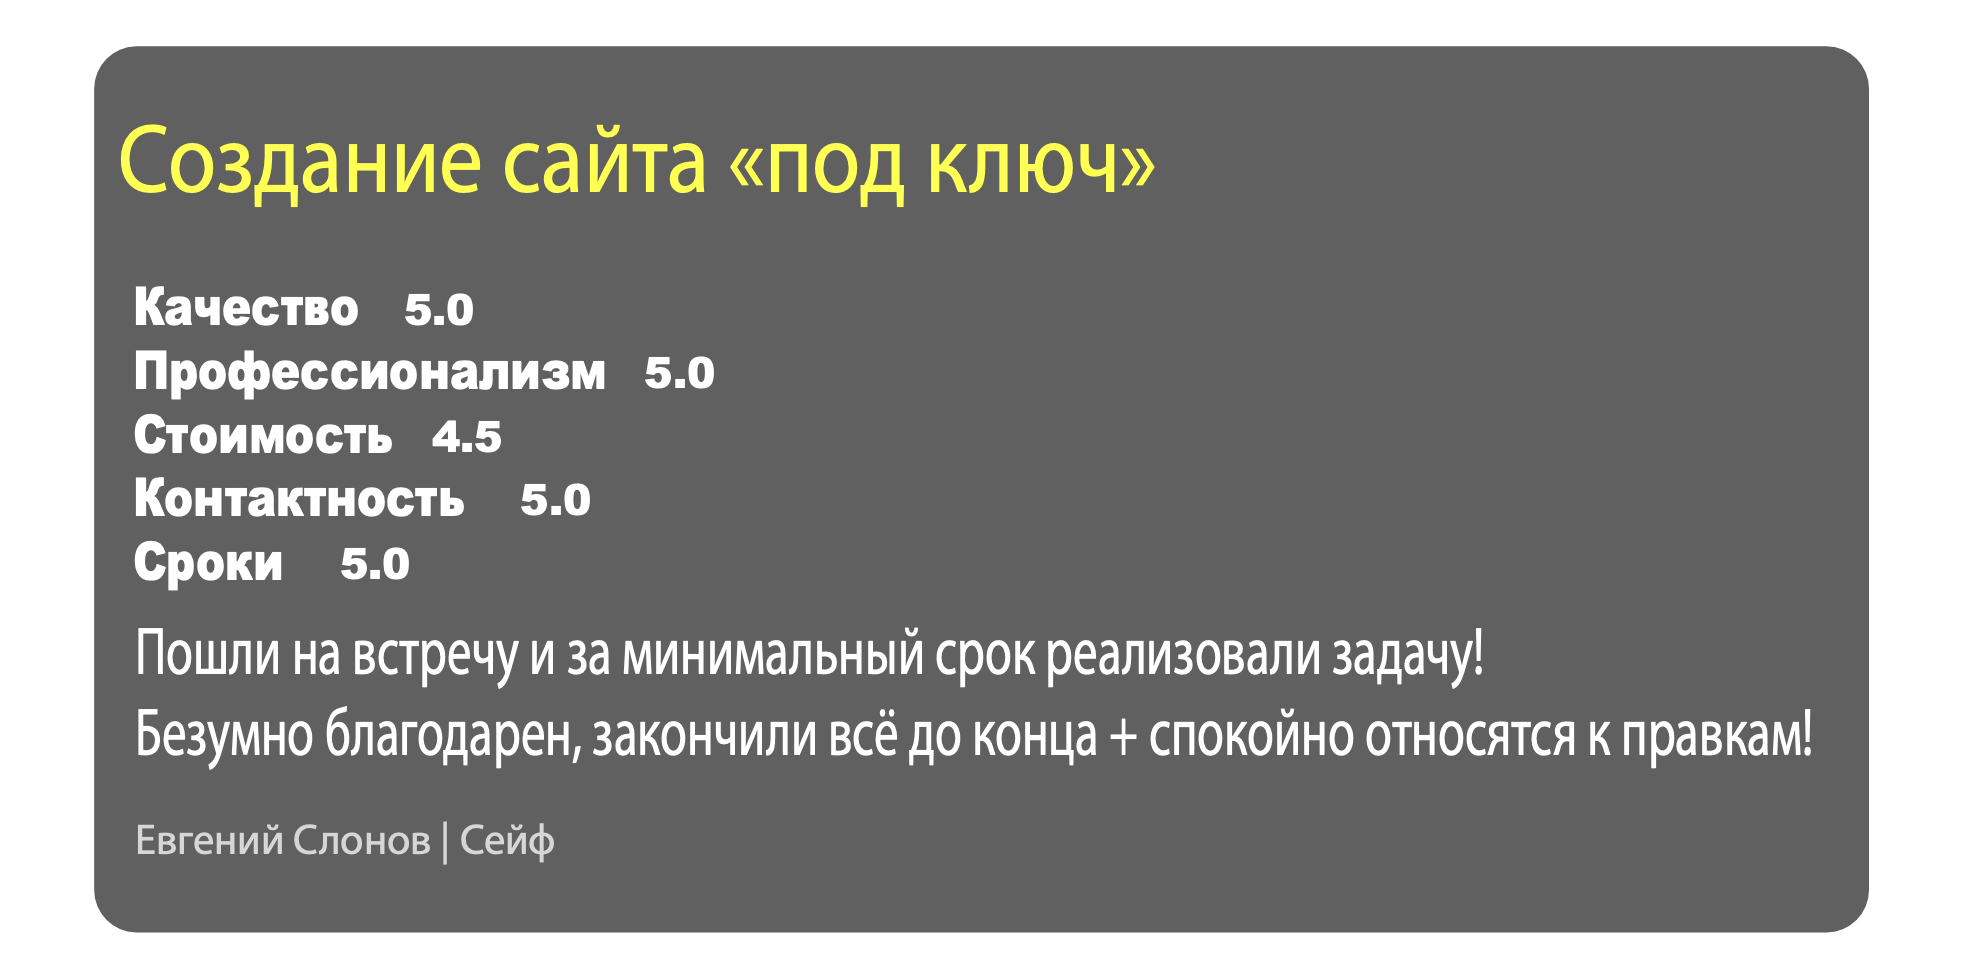 Создание сайта «под ключ»
Качество 5.0
Профессионализм 5.0
Стоимость 4.5
Контактность 5.0
Сроки 5.0
Пошли на встречу и за минимальный срок реализовали задачу!
Безумно благодарен, закончили всё до конца + спокойно относятся к правкам!
Евгений Слонов | Сейф